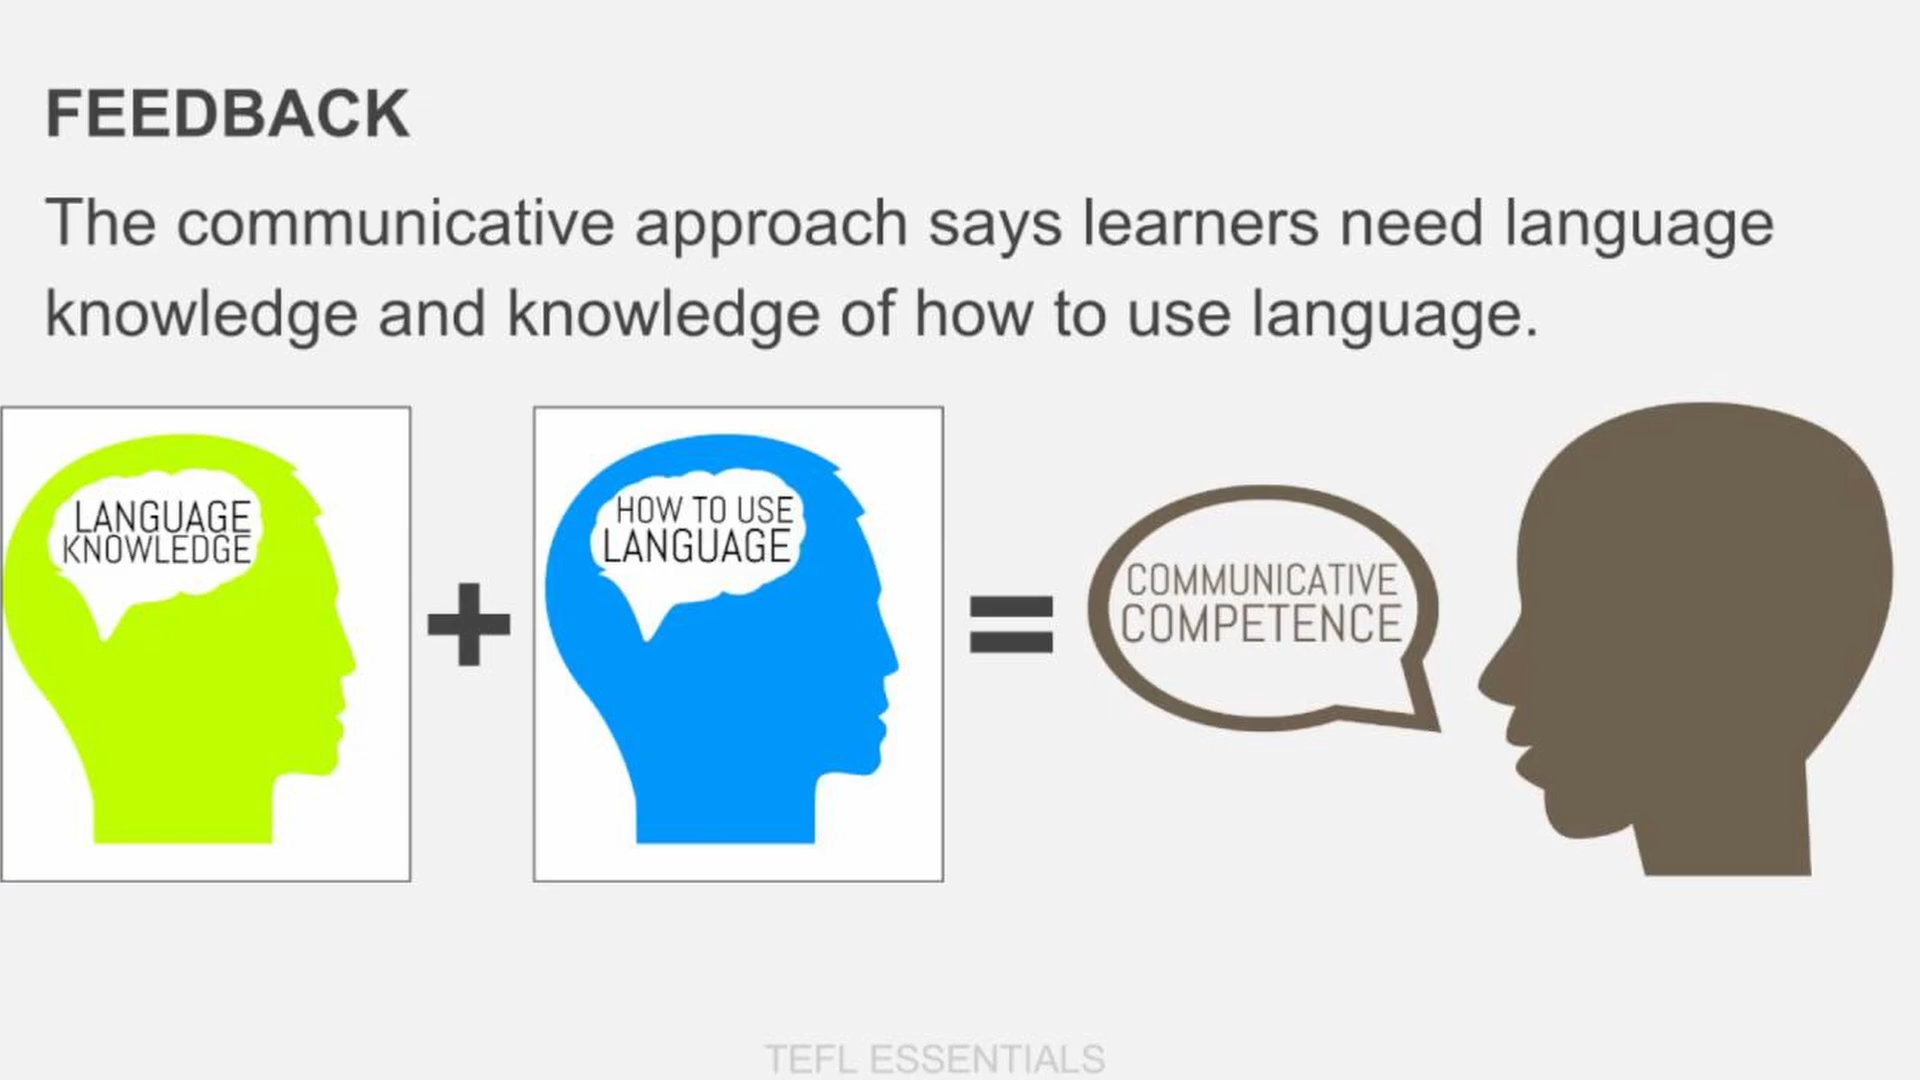 FEEDBACK
The communicative approach says learners need language
knowledge and knowledge of how to use language.
LANGUAGE
KNOWLEDGE
+
HOW TO USE
LANGUAGE
=
COMMUNICATIVE
COMPETENCE
TEFL ESSENTIALS